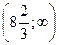 (8 2/3; ∞)